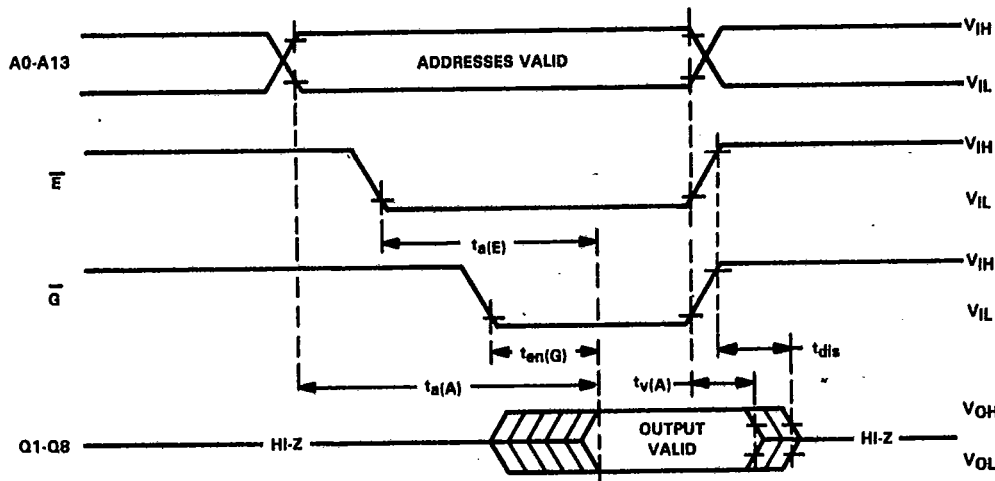 A0-A13
ADDRESSES VALID
VIH
VIL
E
VIH
VIL
ta(E)
G
VIH
VIL
ten(G)
tdis
ta(A)
tv(A)
Q1-Q8
HI-Z
OUTPUT
VALID
HI-Z
VOH
VOL